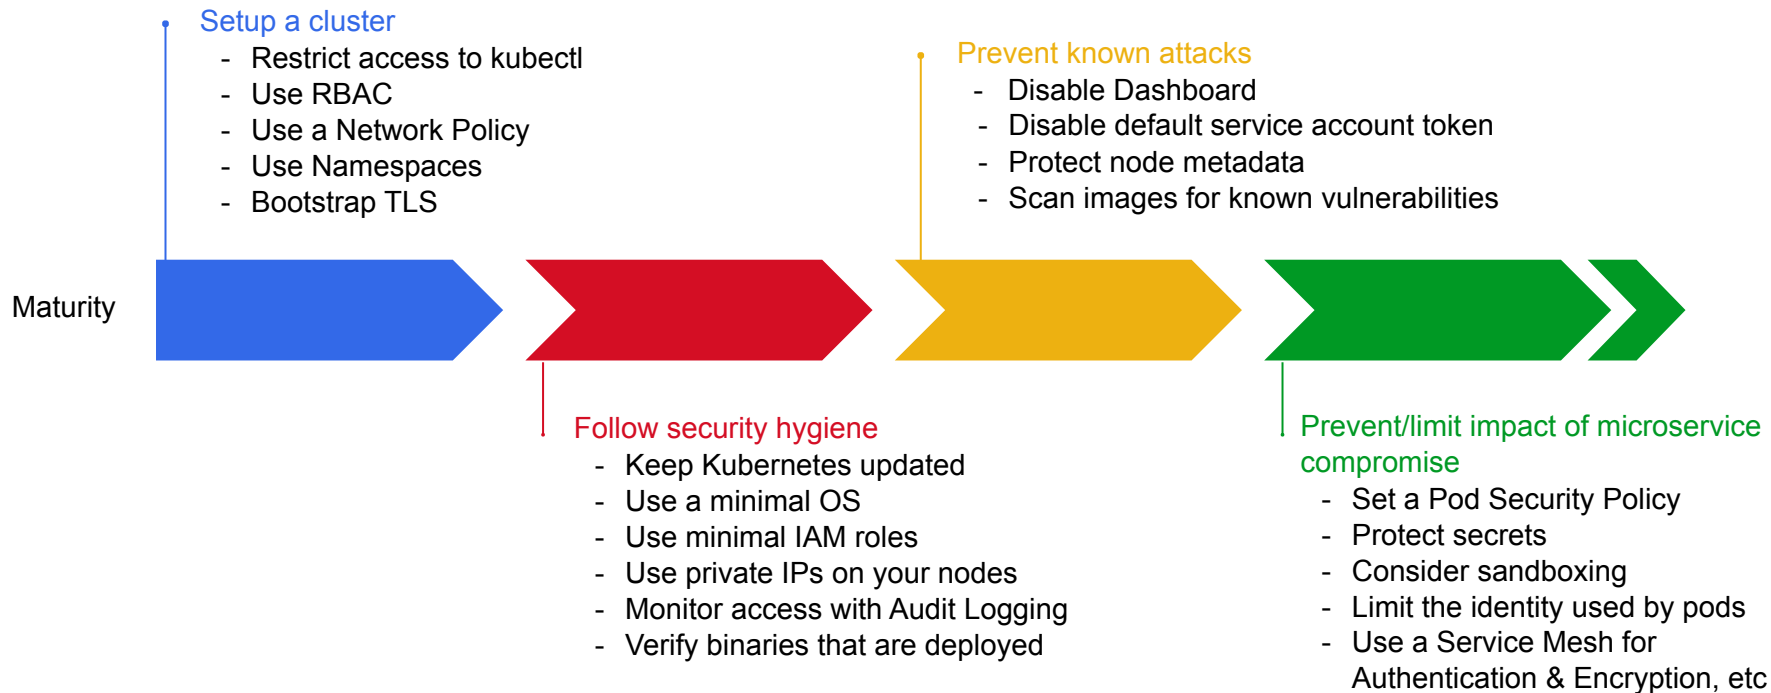 Setup a cluster
- Restrict access to kubectl
- Use RBAC
- Use a Network Policy
- Use Namespaces
- Bootstrap TLS
Prevent known attacks
- Disable Dashboard
- Disable default service account token
- Protect node metadata
- Scan images for known vulnerabilities
Maturity
Follow security hygiene
- Keep Kubernetes updated
- Use a minimal OS
- Use minimal IAM roles
- Use private IPs on your nodes
- Monitor access with Audit Logging
- Verify binaries that are deployed
Prevent/limit impact of microservice
compromise
- Set a Pod Security Policy
- Protect secrets
- Consider sandboxing
- Limit the identity used by pods
- Use a Service Mesh for
Authentication & Encryption, etc